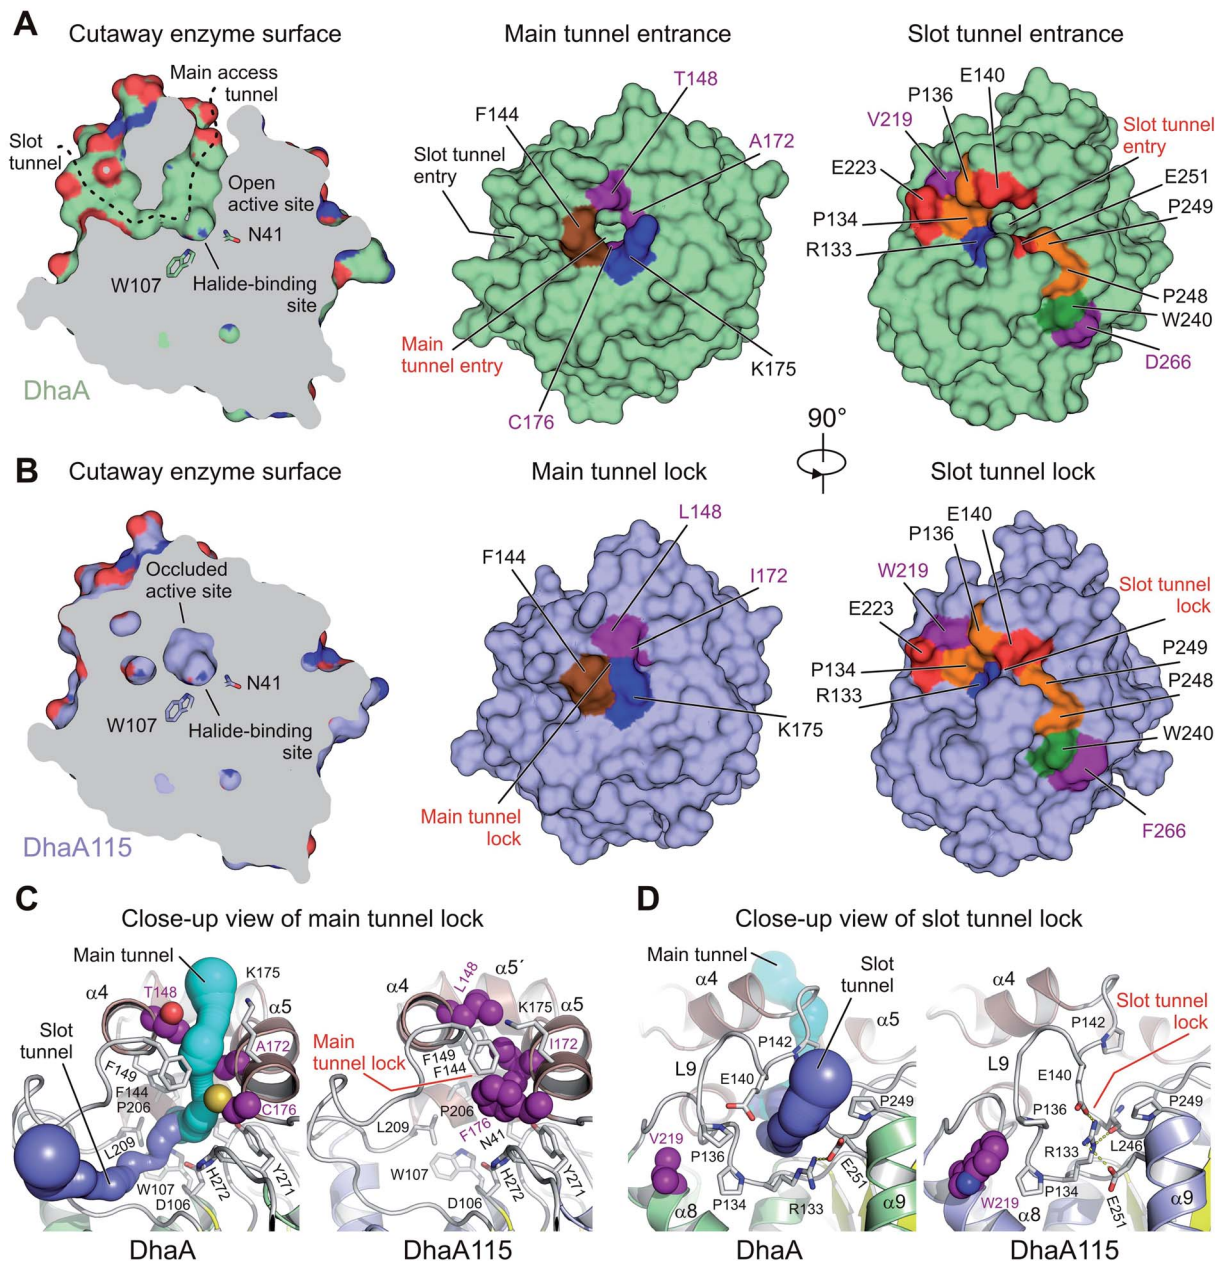 A
Cutaway enzyme surface
Main access
tunnel
Slot
tunnel
Open
active site
N41
W107
Halide-binding
site
DhaA
Main tunnel entrance
T148
F144
A172
Slot tunnel
entry
Main
tunnel entry
K175
C176
Slot tunnel entrance
E140
P136
V219
Slot tunnel
entry
E223
E251
P249
P134
R133
P248
W240
D266
90°
B
Cutaway enzyme surface
Occluded
active site
N41
W107
Halide-binding
site
DhaA115
Main tunnel lock
L148
F144
I172
K175
Main tunnel
lock
Slot tunnel lock
E140
P136
W219
Slot tunnel
lock
E223
P249
P134
P248
R133
W240
F266
C
Close-up view of main tunnel lock
Main tunnel
K175
α4
T148
α5
Slot
tunnel
A172
F149
F144
P206
C176
L209
W107
D106
H272
Y271
DhaA
α5´
L148
α4
K175
α5
Main
tunnel lock
F149
F144
I172
P206
L209
F176
N41
W107
D106
H272
Y271
DhaA115
D
Close-up view of slot tunnel lock
Main tunnel
Slot
tunnel
α4
α5
P142
L9
E140
P249
V219
P136
E251
P134
R133
α8
α9
DhaA
α4
Slot tunnel
lock
P142
L9
E140
P136
P249
R133
L246
W219
P134
E251
α8
α9
DhaA115